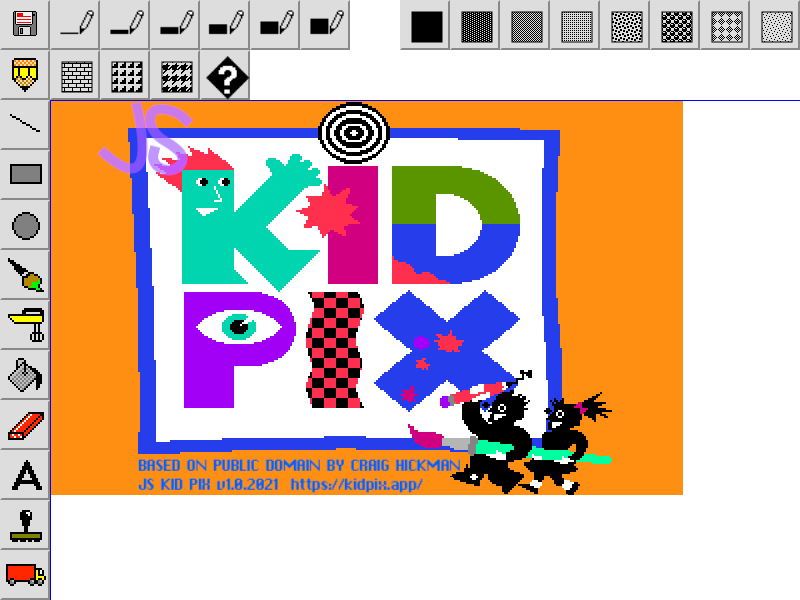 JS
KID
PIX
BASED ON PUBLIC DOMAIN BY CRAIG HICKMAN
JS KID PIX v1.0.2021 https://kidpix.app/
A
?